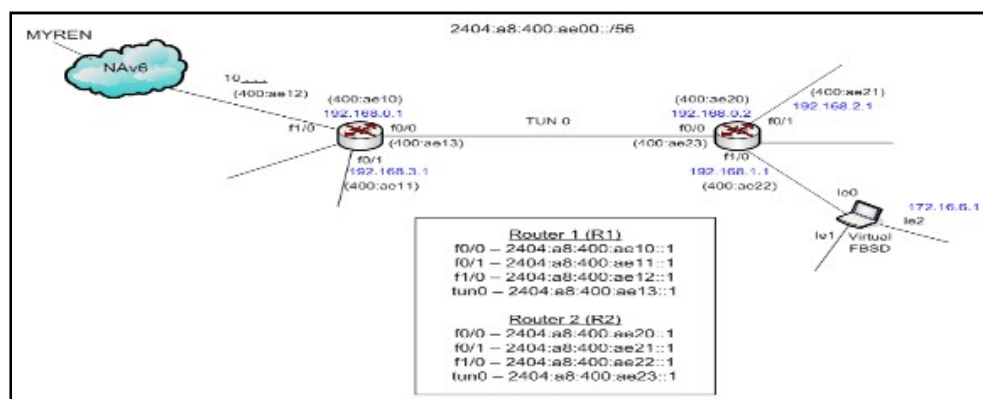 2404:a8:400:ae00::/56
MYREN
NAv6
10....
(400:ae12)
(400:ae10)
192.168.0.1
f1/0
f0/0
(400:ae13)
f0/1
192.168.3.1
(400:ae11)
TUN 0
(400:ae20)
192.168.0.2
f0/0
f0/1
(400:ae21)
192.168.2.1
(400:ae23)
f1/0
192.168.1.1
(400:ae22)
le0
172.16.6.1
le2
le1
Virtual
FBSD
Router 1 (R1)
f0/0 – 2404:a8:400:ae10::1
f0/1 – 2404:a8:400:ae11::1
f1/0 – 2404:a8:400:ae12::1
tun0 – 2404:a8:400:ae13::1
Router 2 (R2)
f0/0 – 2404:a8:400:ae20::1
f0/1 – 2404:a8:400:ae21::1
f1/0 – 2404:a8:400:ae22::1
tun0 – 2404:a8:400:ae23::1